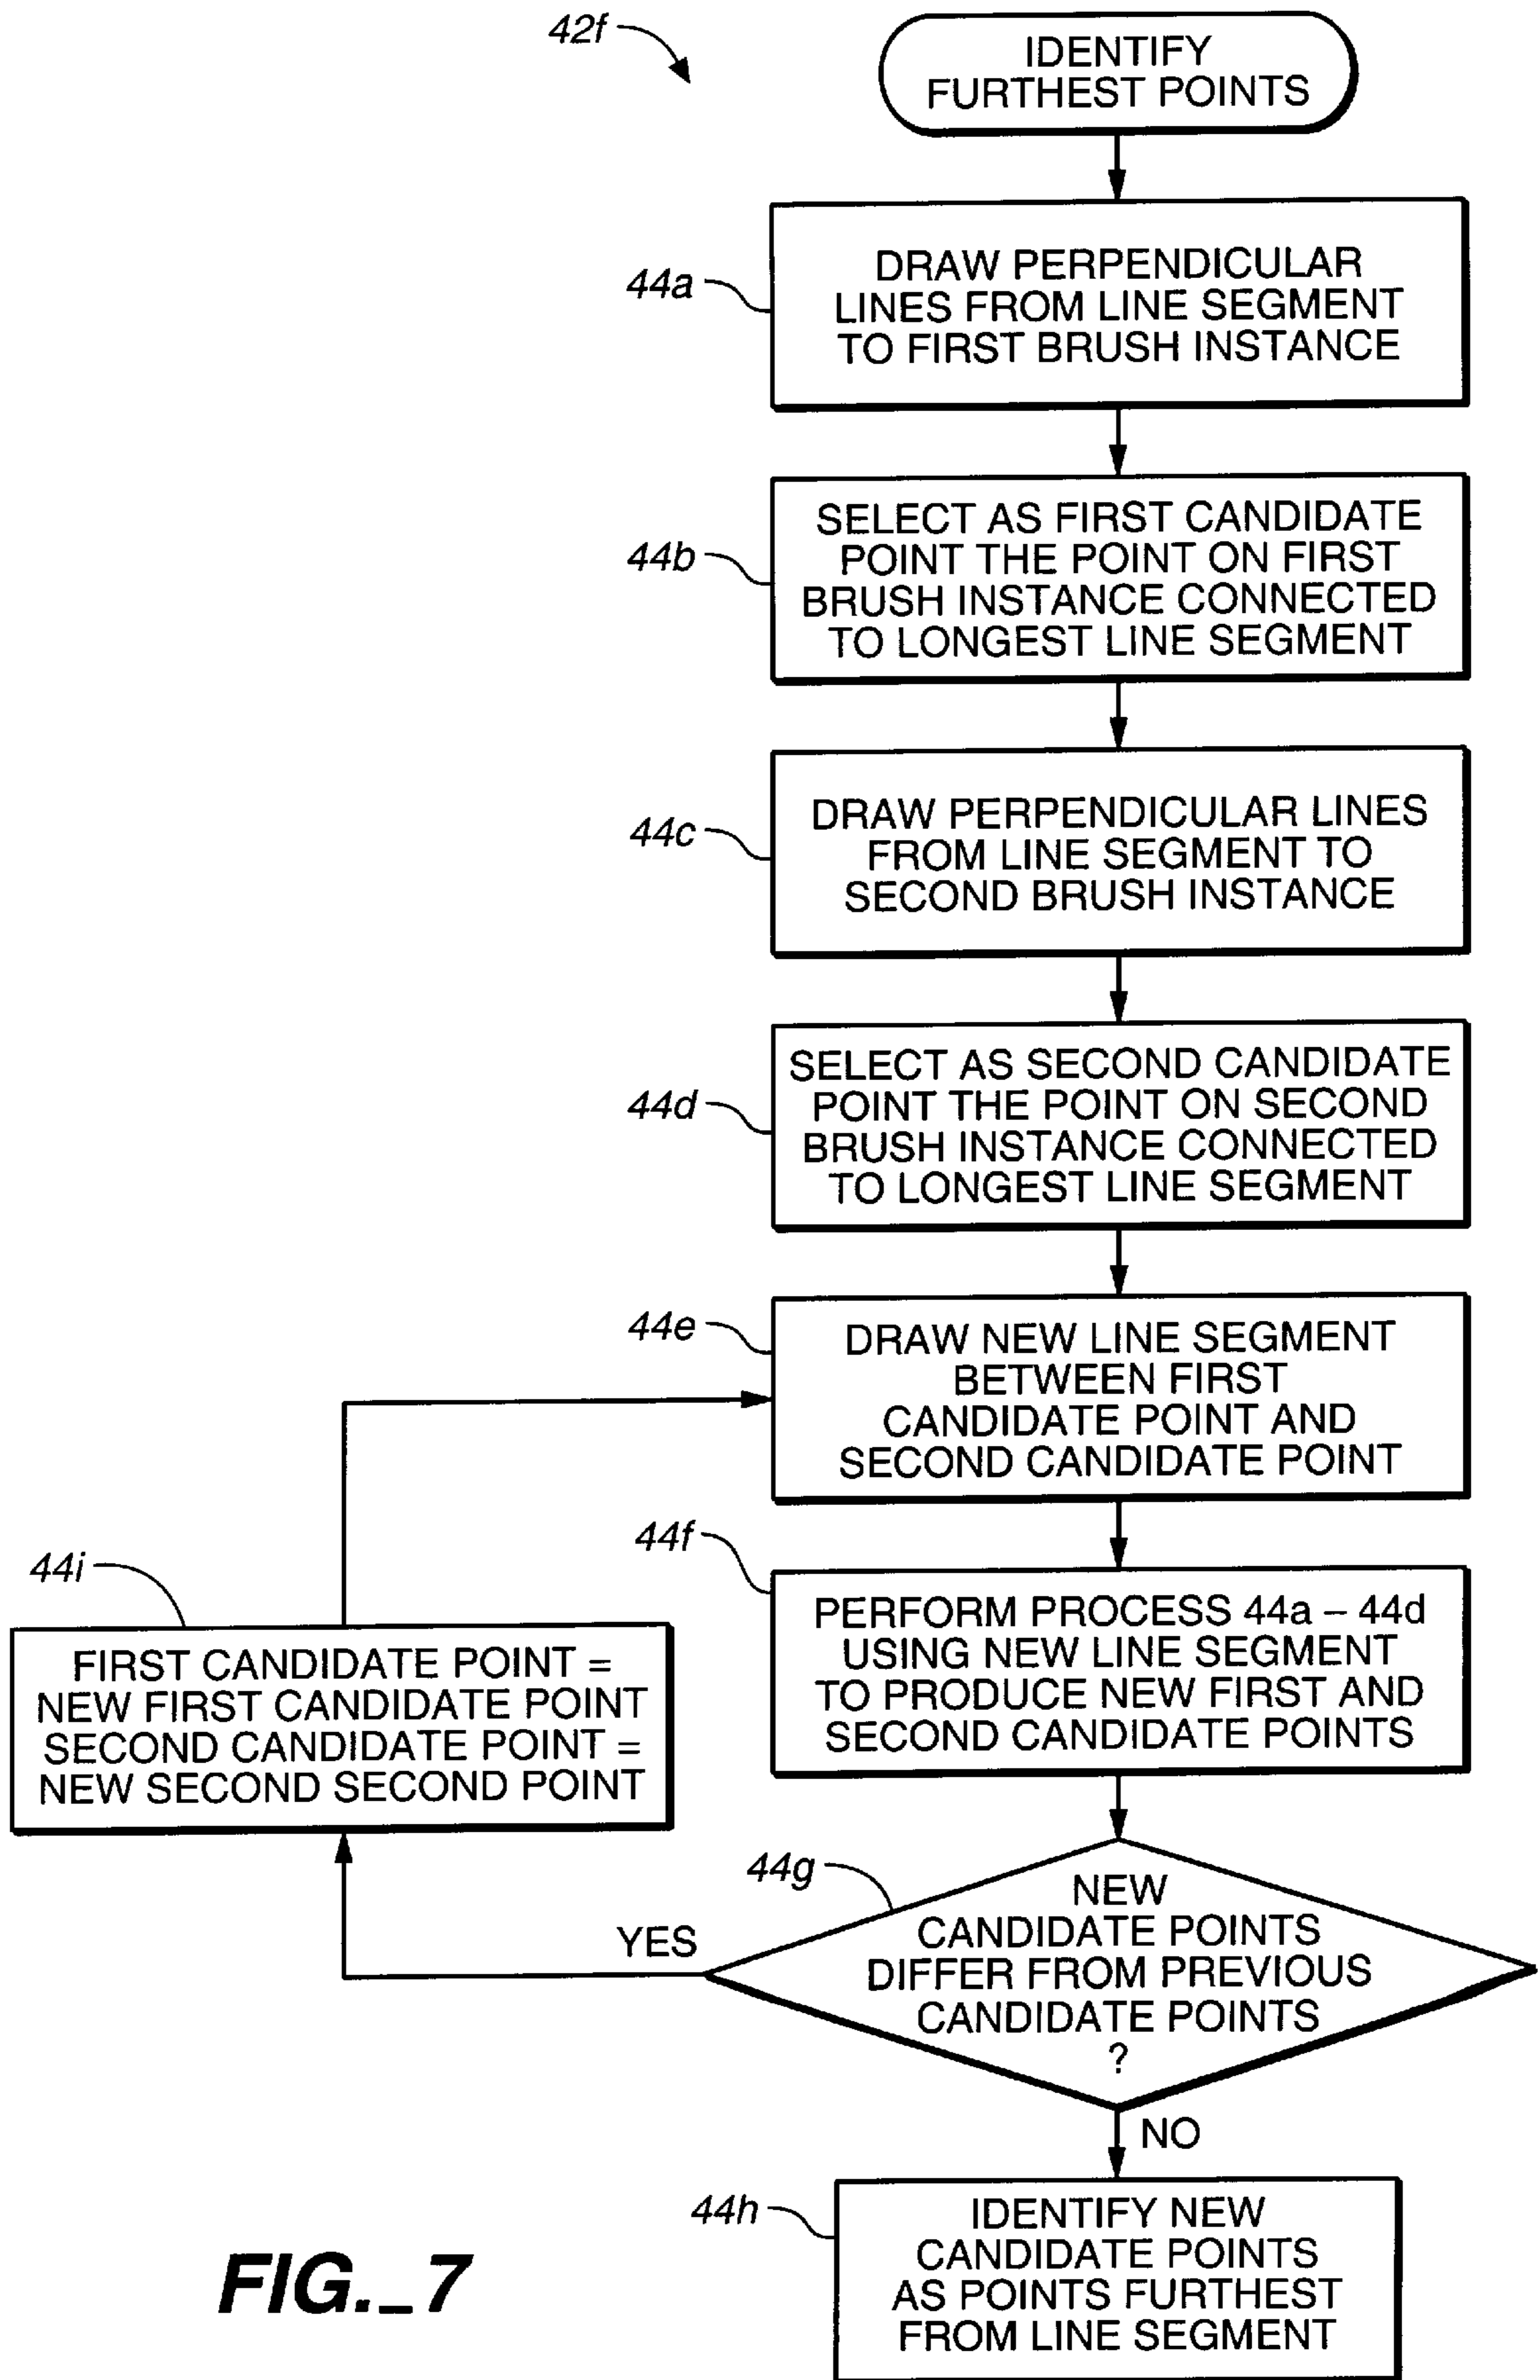 42f
IDENTIFY
FURTHEST POINTS
44a
DRAW PERPENDICULAR
LINES FROM LINE SEGMENT
TO FIRST BRUSH INSTANCE
44b
SELECT AS FIRST CANDIDATE
POINT THE POINT ON FIRST
BRUSH INSTANCE CONNECTED
TO LONGEST LINE SEGMENT
44c
DRAW PERPENDICULAR LINES
FROM LINE SEGMENT TO
SECOND BRUSH INSTANCE
44d
SELECT AS SECOND CANDIDATE
POINT THE POINT ON SECOND
BRUSH INSTANCE CONNECTED
TO LONGEST LINE SEGMENT
44e
DRAW NEW LINE SEGMENT
BETWEEN FIRST
CANDIDATE POINT AND
SECOND CANDIDATE POINT
44f
PERFORM PROCESS 44a – 44d
USING NEW LINE SEGMENT
TO PRODUCE NEW FIRST AND
SECOND CANDIDATE POINTS
44i
FIRST CANDIDATE POINT =
NEW FIRST CANDIDATE POINT
SECOND CANDIDATE POINT =
NEW SECOND SECOND POINT
44g
NEW
CANDIDATE POINTS
DIFFER FROM PREVIOUS
CANDIDATE POINTS
?
YES
NO
44h
IDENTIFY NEW
CANDIDATE POINTS
AS POINTS FURTHEST
FROM LINE SEGMENT
FIG._7